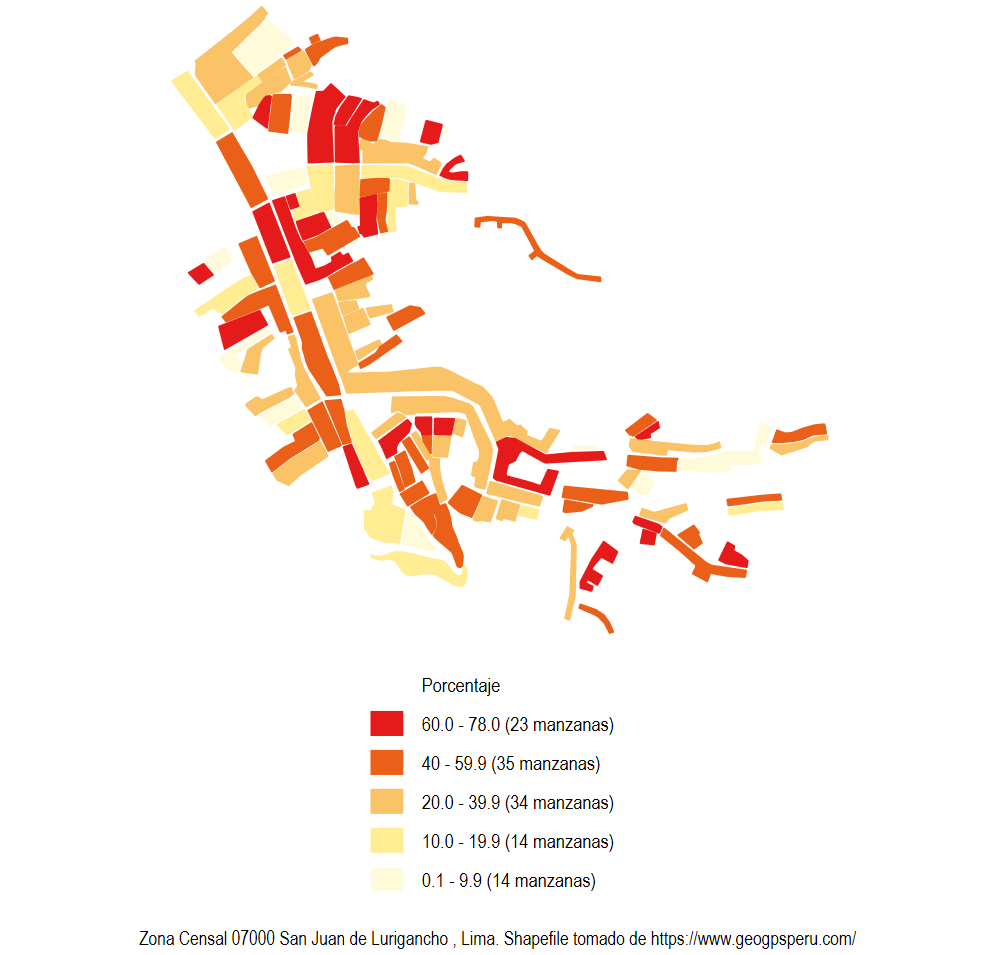 Porcentaje
60.0 - 78.0 (23 manzanas)
40 - 59.9 (35 manzanas)
20.0 - 39.9 (34 manzanas)
10.0 - 19.9 (14 manzanas)
0.1 - 9.9 (14 manzanas)
Zona Censal 07000 San Juan de Lurigancho , Lima. Shapefile tomado de https://www.geogpsperu.com/